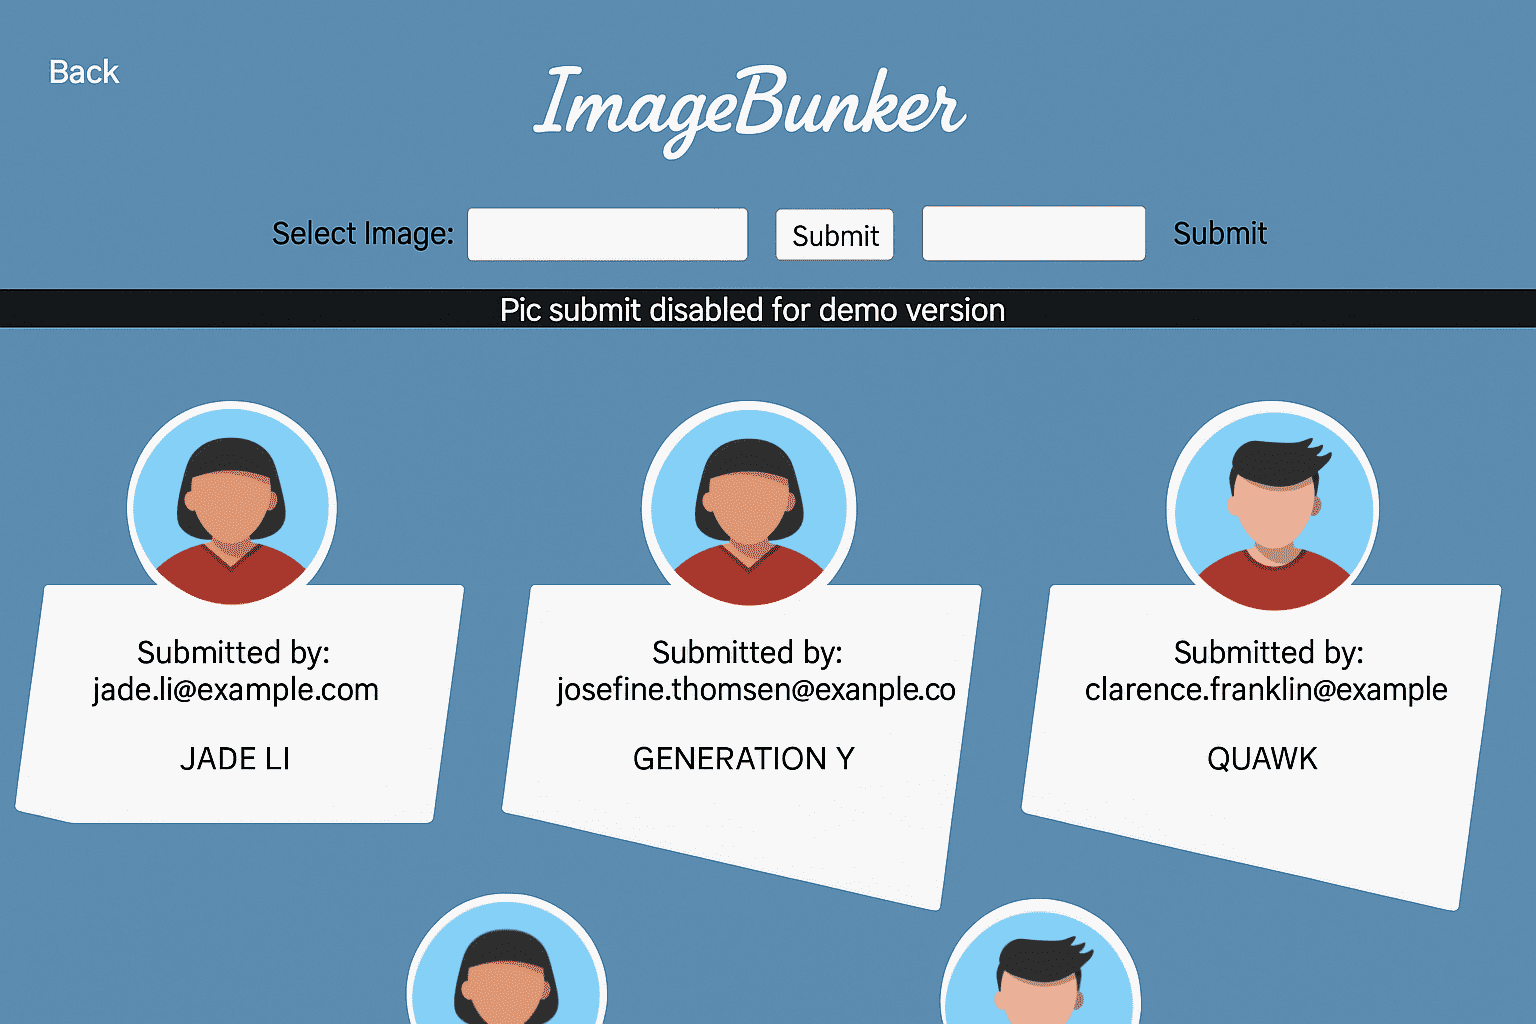 Back
ImageBunker
Select Image: Submit Submit
Pic submit disabled for demo version
Submitted by:
jade.li@example.com
JADE LI
Submitted by:
josefine.thomsen@exanple.co
GENERATION Y
Submitted by:
clarence.franklin@example
QUAWK